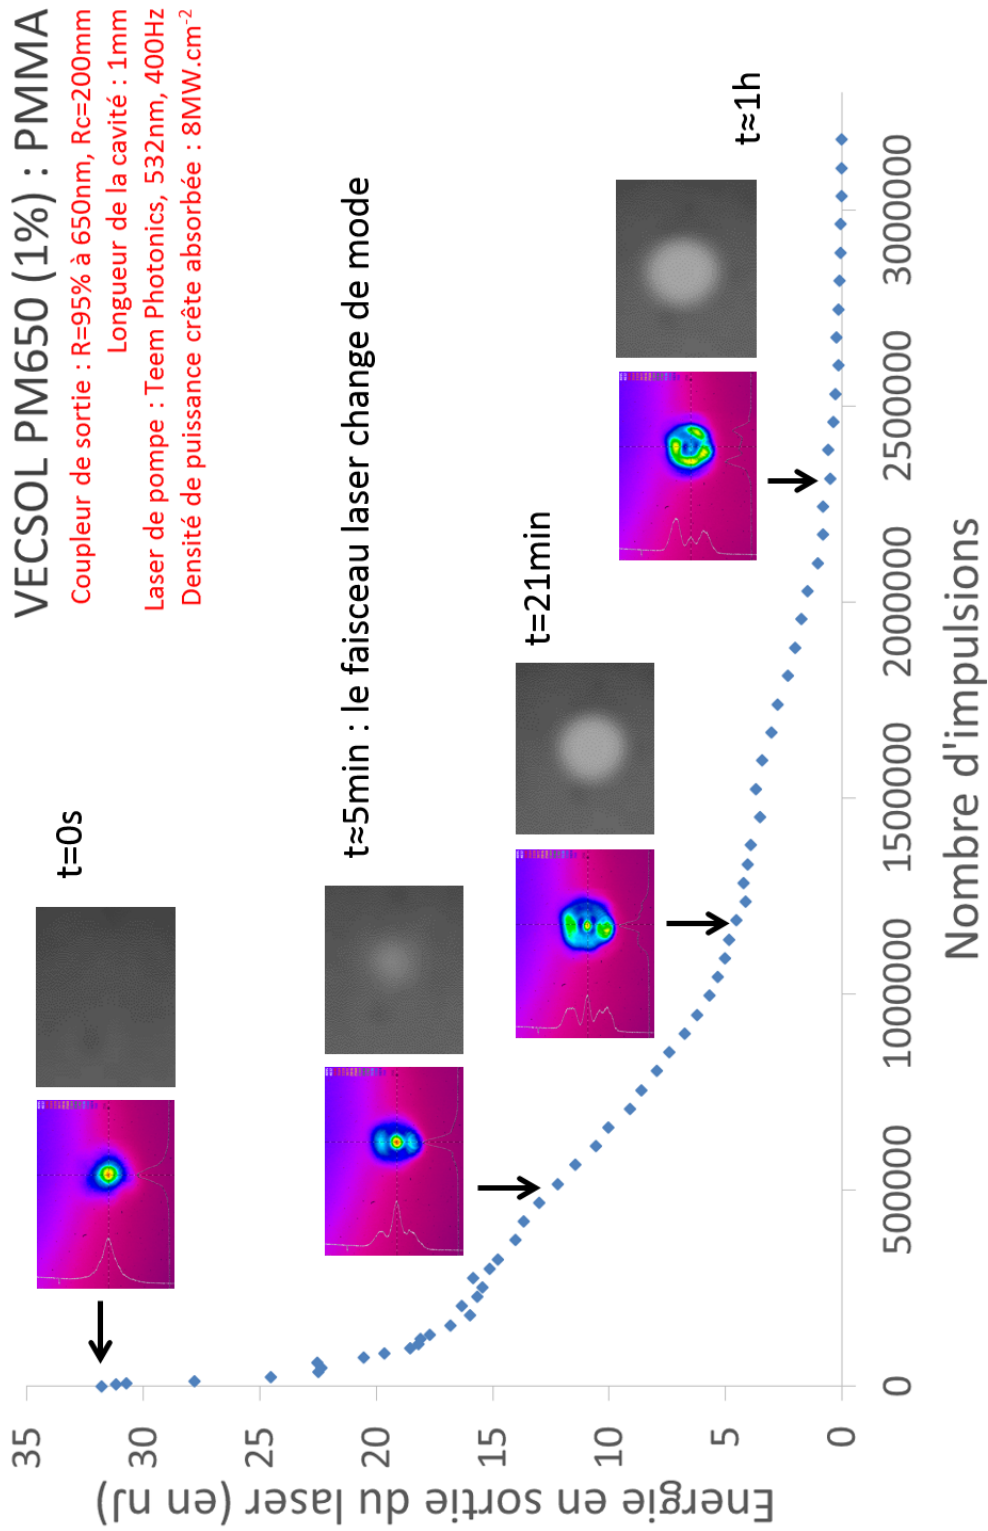 VECSOL PM650 (1%) : PMMA
Coupleur de sortie : R=95% à 650nm, Rc=200mm
Longueur de la cavité : 1mm
Laser de pompe : Teem Photonics, 532nm, 400Hz
Densité de puissance crête absorbée : 8MW.cm⁻²
t=0s
t≈5min : le faisceau laser change de mode
t=21min
t≈1h
Energie en sortie du laser (en nJ)
35
30
25
20
15
10
5
0
0
500000
1000000
1500000
2000000
2500000
3000000
Nombre d'impulsions